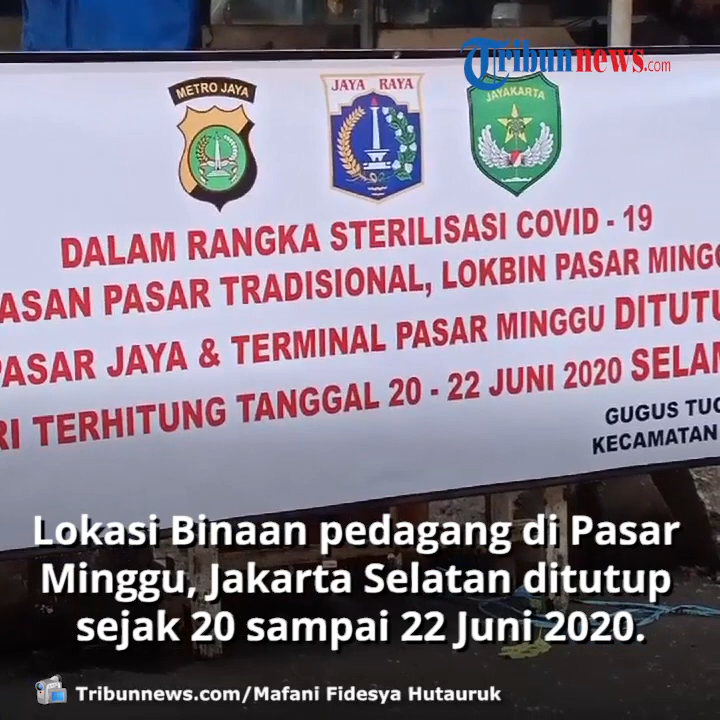 Tribunnews.com
METRO JAYA
JAYA RAYA
JAYAKARTA
DALAM RANGKA STERILISASI COVID - 19
ASAN PASAR TRADISIONAL, LOKBIN PASAR MINGG
PASAR JAYA & TERMINAL PASAR MINGGU DITUTU
RI TERHITUNG TANGGAL 20 - 22 JUNI 2020 SELAM
GUGUS TUG
KECAMATAN
Lokasi Binaan pedagang di Pasar
Minggu, Jakarta Selatan ditutup
sejak 20 sampai 22 Juni 2020.
Tribunnews.com/Mafani Fidesya Hutauruk